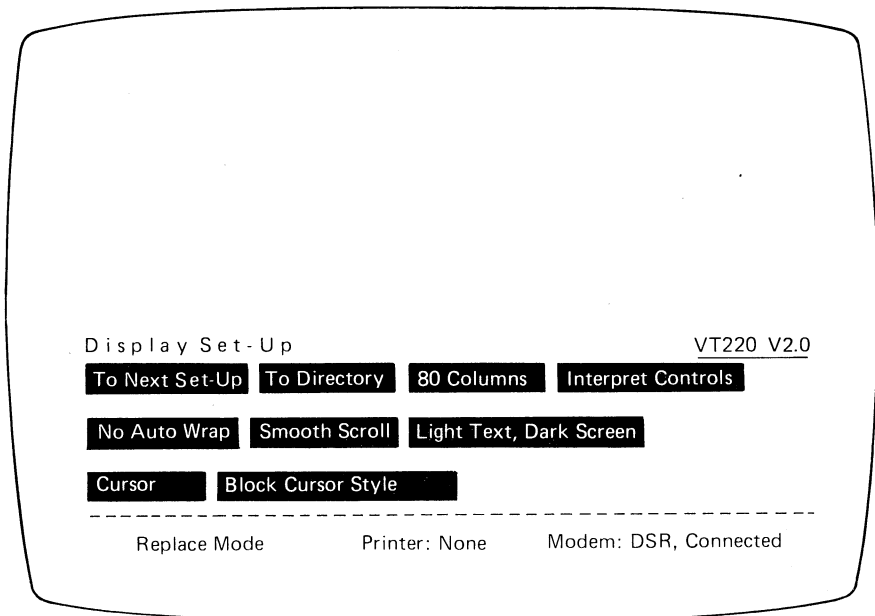 Display Set-Up VT220 V2.0
To Next Set-Up To Directory 80 Columns Interpret Controls
No Auto Wrap Smooth Scroll Light Text, Dark Screen
Cursor Block Cursor Style
Replace Mode Printer: None Modem: DSR, Connected